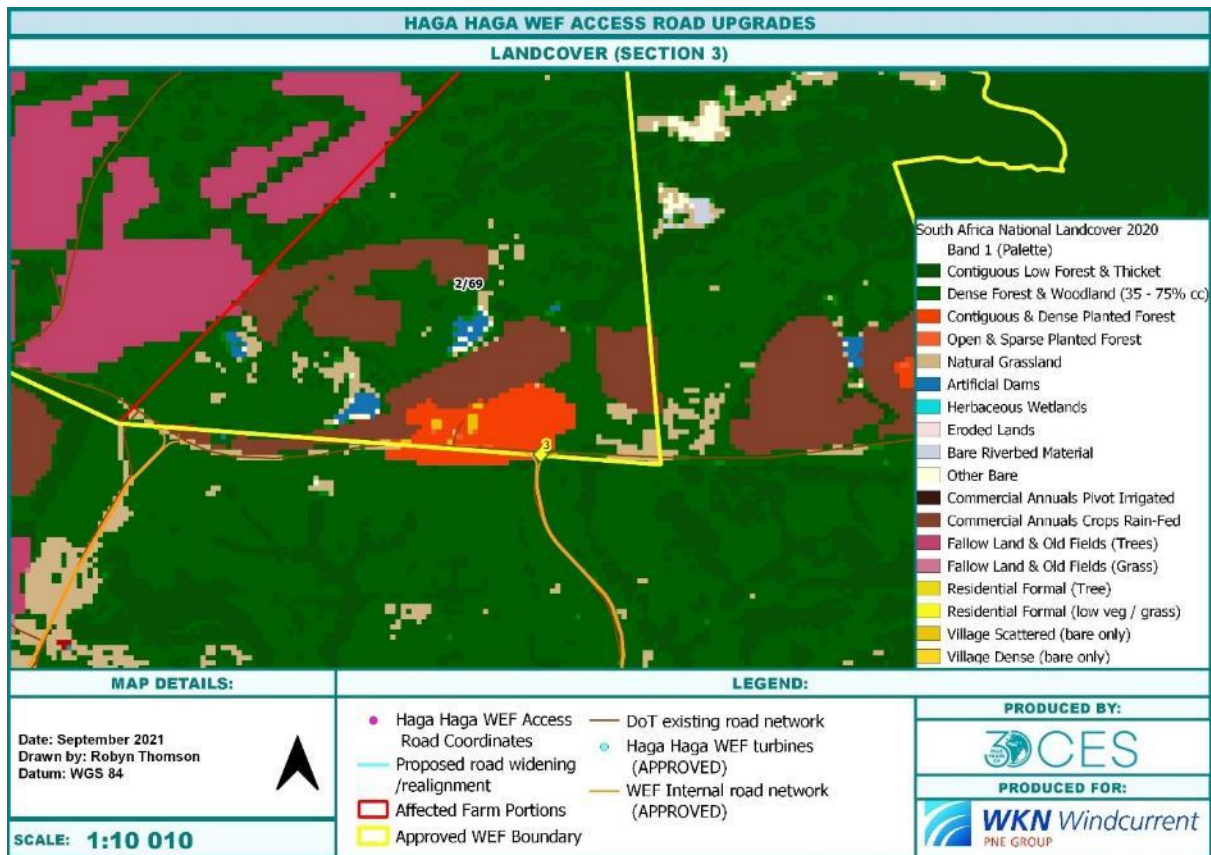 HAGA HAGA WEF ACCESS ROAD UPGRADES
LANDCOVER (SECTION 3)
2/69
3
South Africa National Landcover 2020
Band 1 (Palette)
Contiguous Low Forest & Thicket
Dense Forest & Woodland (35 - 75% cc)
Contiguous & Dense Planted Forest
Open & Sparse Planted Forest
Natural Grassland
Artificial Dams
Herbaceous Wetlands
Eroded Lands
Bare Riverbed Material
Other Bare
Commercial Annuals Pivot Irrigated
Commercial Annuals Crops Rain-Fed
Fallow Land & Old Fields (Trees)
Fallow Land & Old Fields (Grass)
Residential Formal (Tree)
Residential Formal (low veg / grass)
Village Scattered (bare only)
Village Dense (bare only)
MAP DETAILS:
Date: September 2021
Drawn by: Robyn Thomson
Datum: WGS 84
SCALE: 1:10 010
LEGEND:
Haga Haga WEF Access
Road Coordinates
Proposed road widening
/realignment
Affected Farm Portions
Approved WEF Boundary
DoT existing road network
Haga Haga WEF turbines
(APPROVED)
WEF Internal road network
(APPROVED)
PRODUCED BY:
30 CES
PRODUCED FOR:
WKN Windcurrent
PNE GROUP